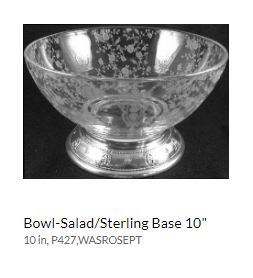 Bowl-Salad/Sterling Base 10"
10 in, P427,WASROSEPT